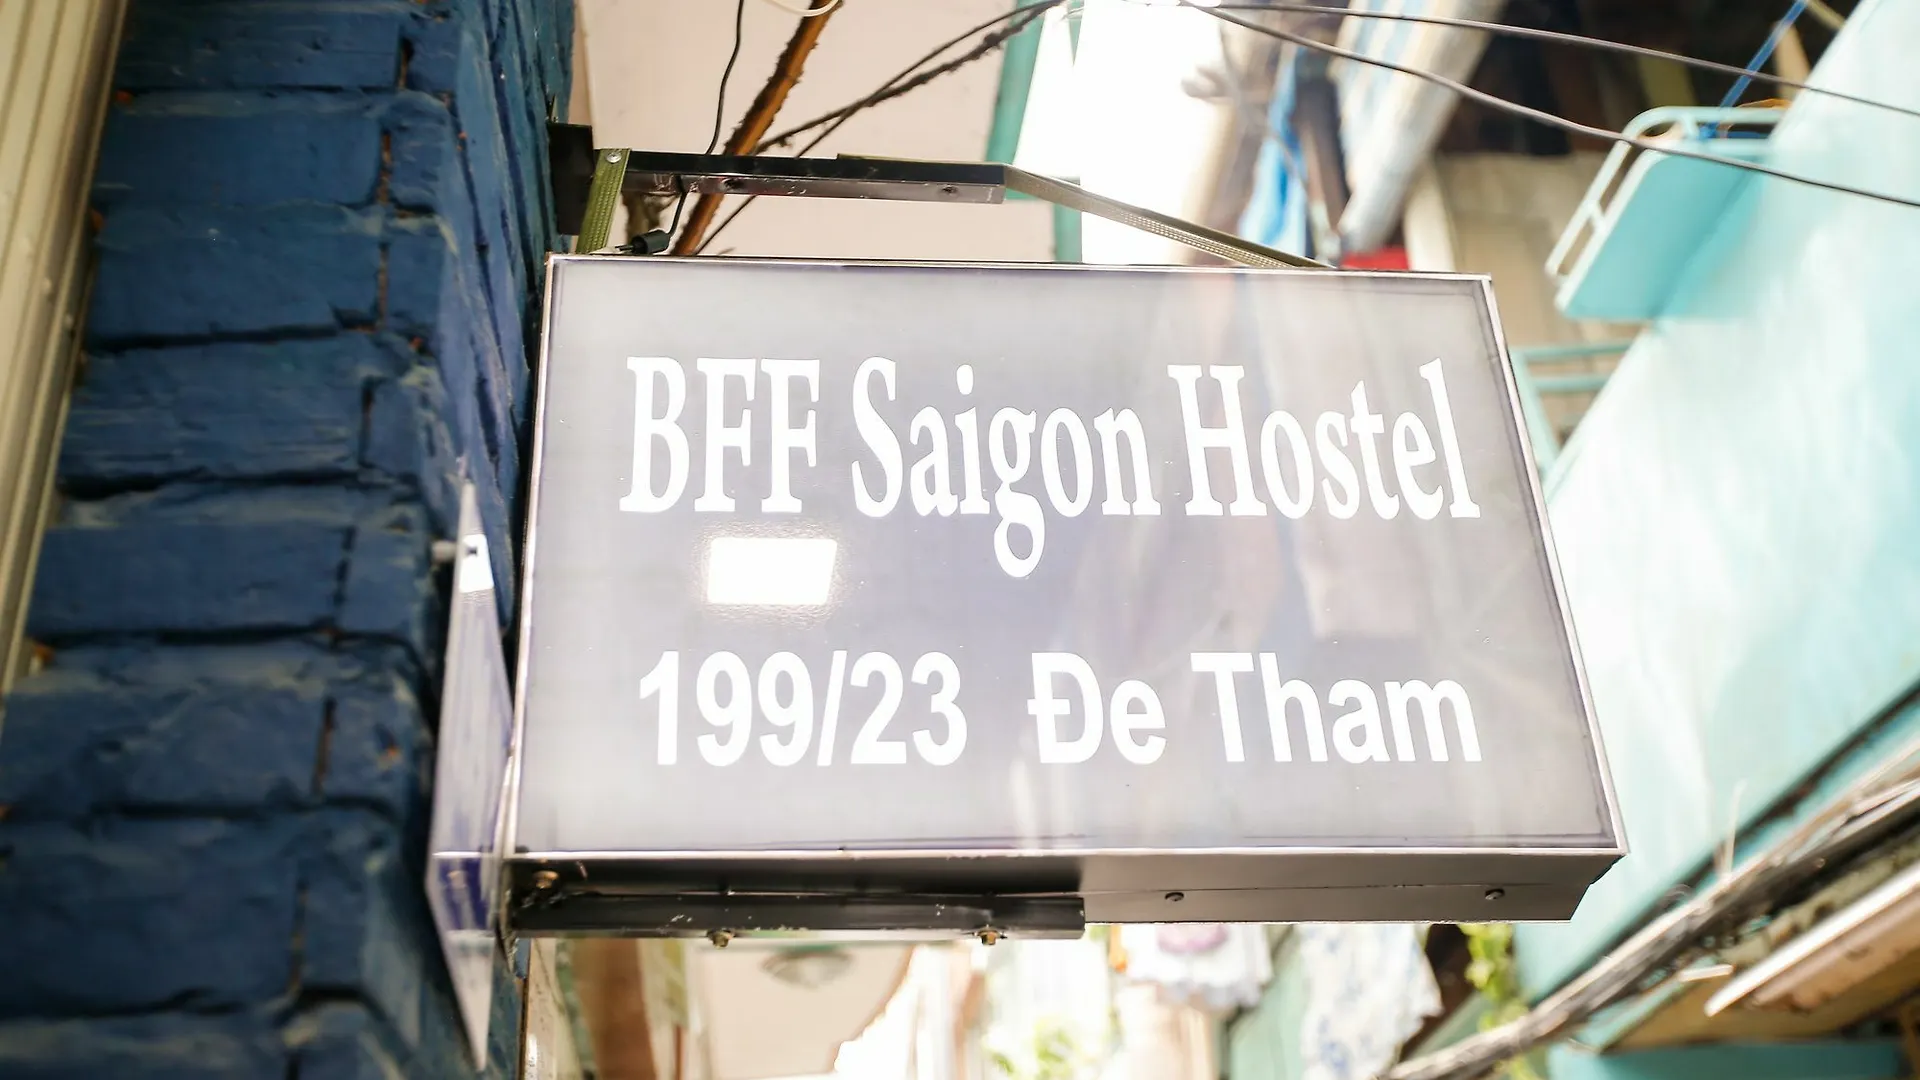 BFF Saigon Hostel
199/23 Đe Tham